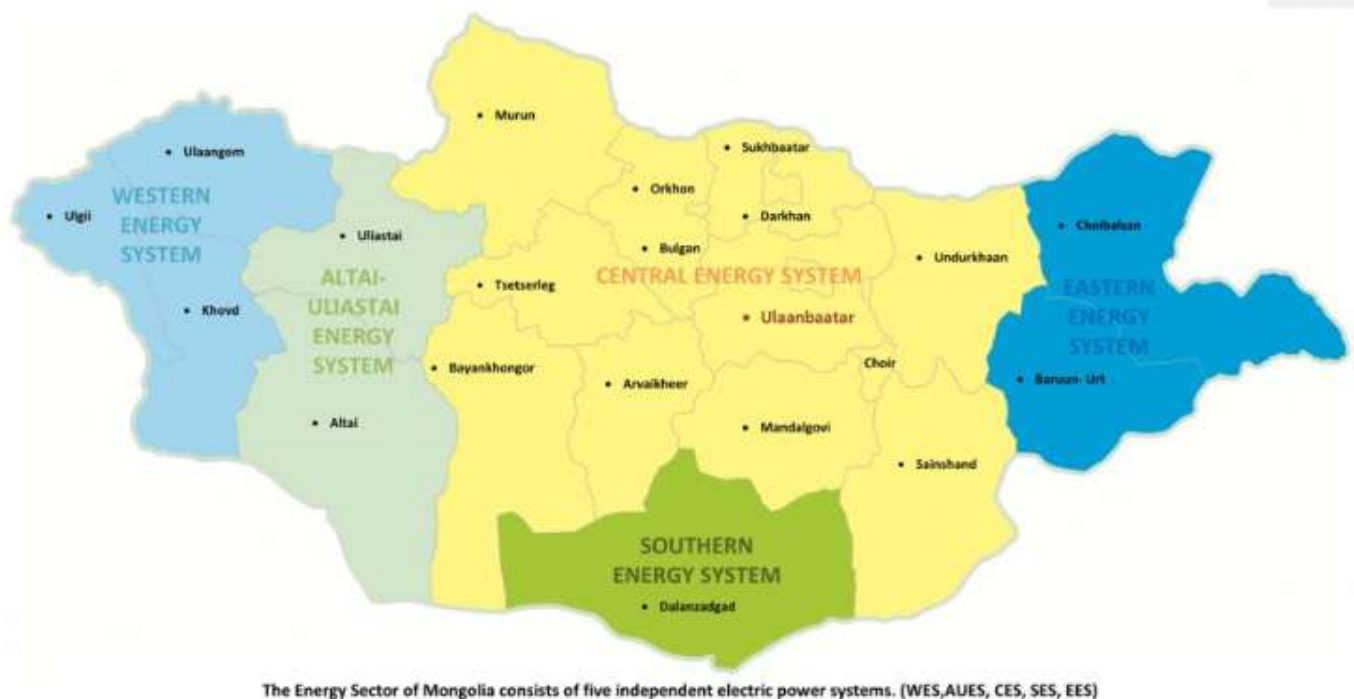 Murun
Sukhbaatar
Ulaangom
Orkhon
WESTERN
ENERGY
SYSTEM
Ulgii
Darkhan
Choibalsan
Uliastai
Bulgan
Undurkhaan
ALTAI-
ULIASTAI
ENERGY
SYSTEM
CENTRAL ENERGY SYSTEM
Tsetserleg
EASTERN
ENERGY
SYSTEM
Khovd
Ulaanbaatar
Choir
Bayankhongor
Arvaikheer
Baruun- Urt
Altai
Mandalgovi
Sainshand
SOUTHERN
ENERGY SYSTEM
Dalanzadgad
The Energy Sector of Mongolia consists of five independent electric power systems. (WES,AUES, CES, SES, EES)